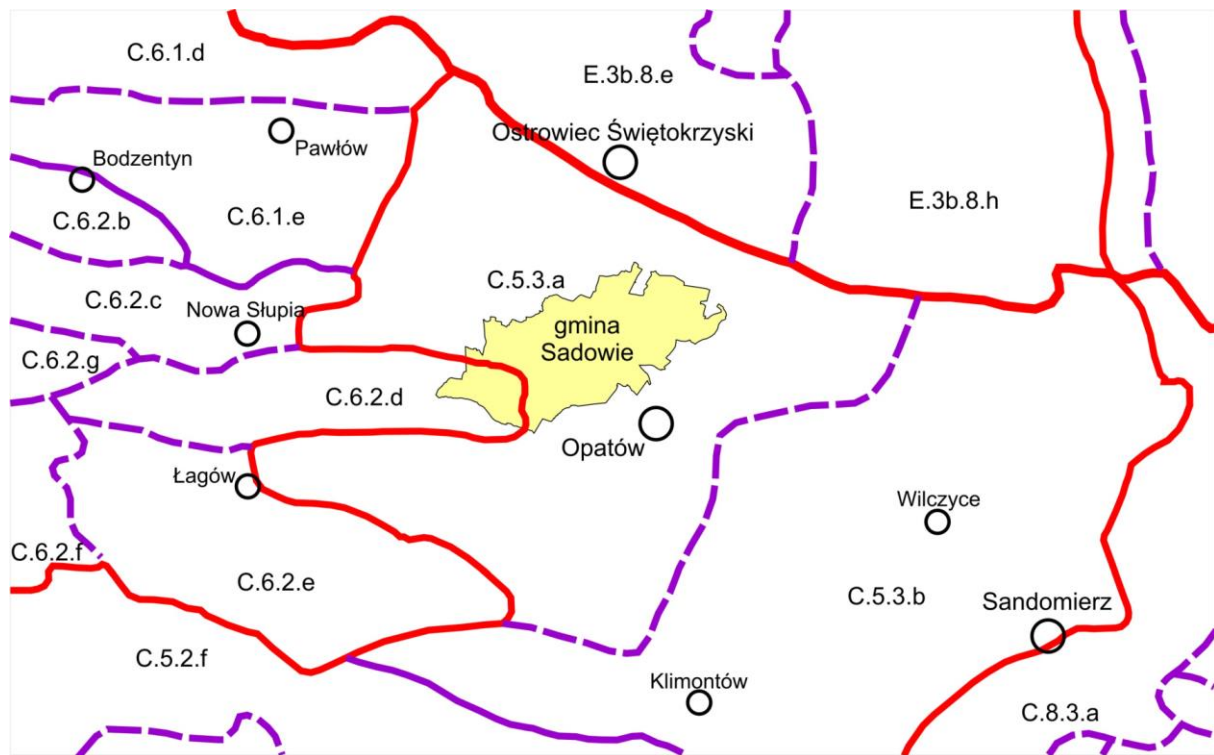 C.6.1.d
E.3b.8.e
Ostrowiec Świętokrzyski
Pawłów
Bodzentyn
C.6.1.e
E.3b.8.h
C.6.2.b
C.5.3.a
C.6.2.c
Nowa Słupia
gmina
Sadowie
C.6.2.g
C.6.2.d
Opatów
Łagów
Wilczyce
C.6.2.f
C.6.2.e
C.5.3.b
Sandomierz
C.5.2.f
Klimontów
C.8.3.a